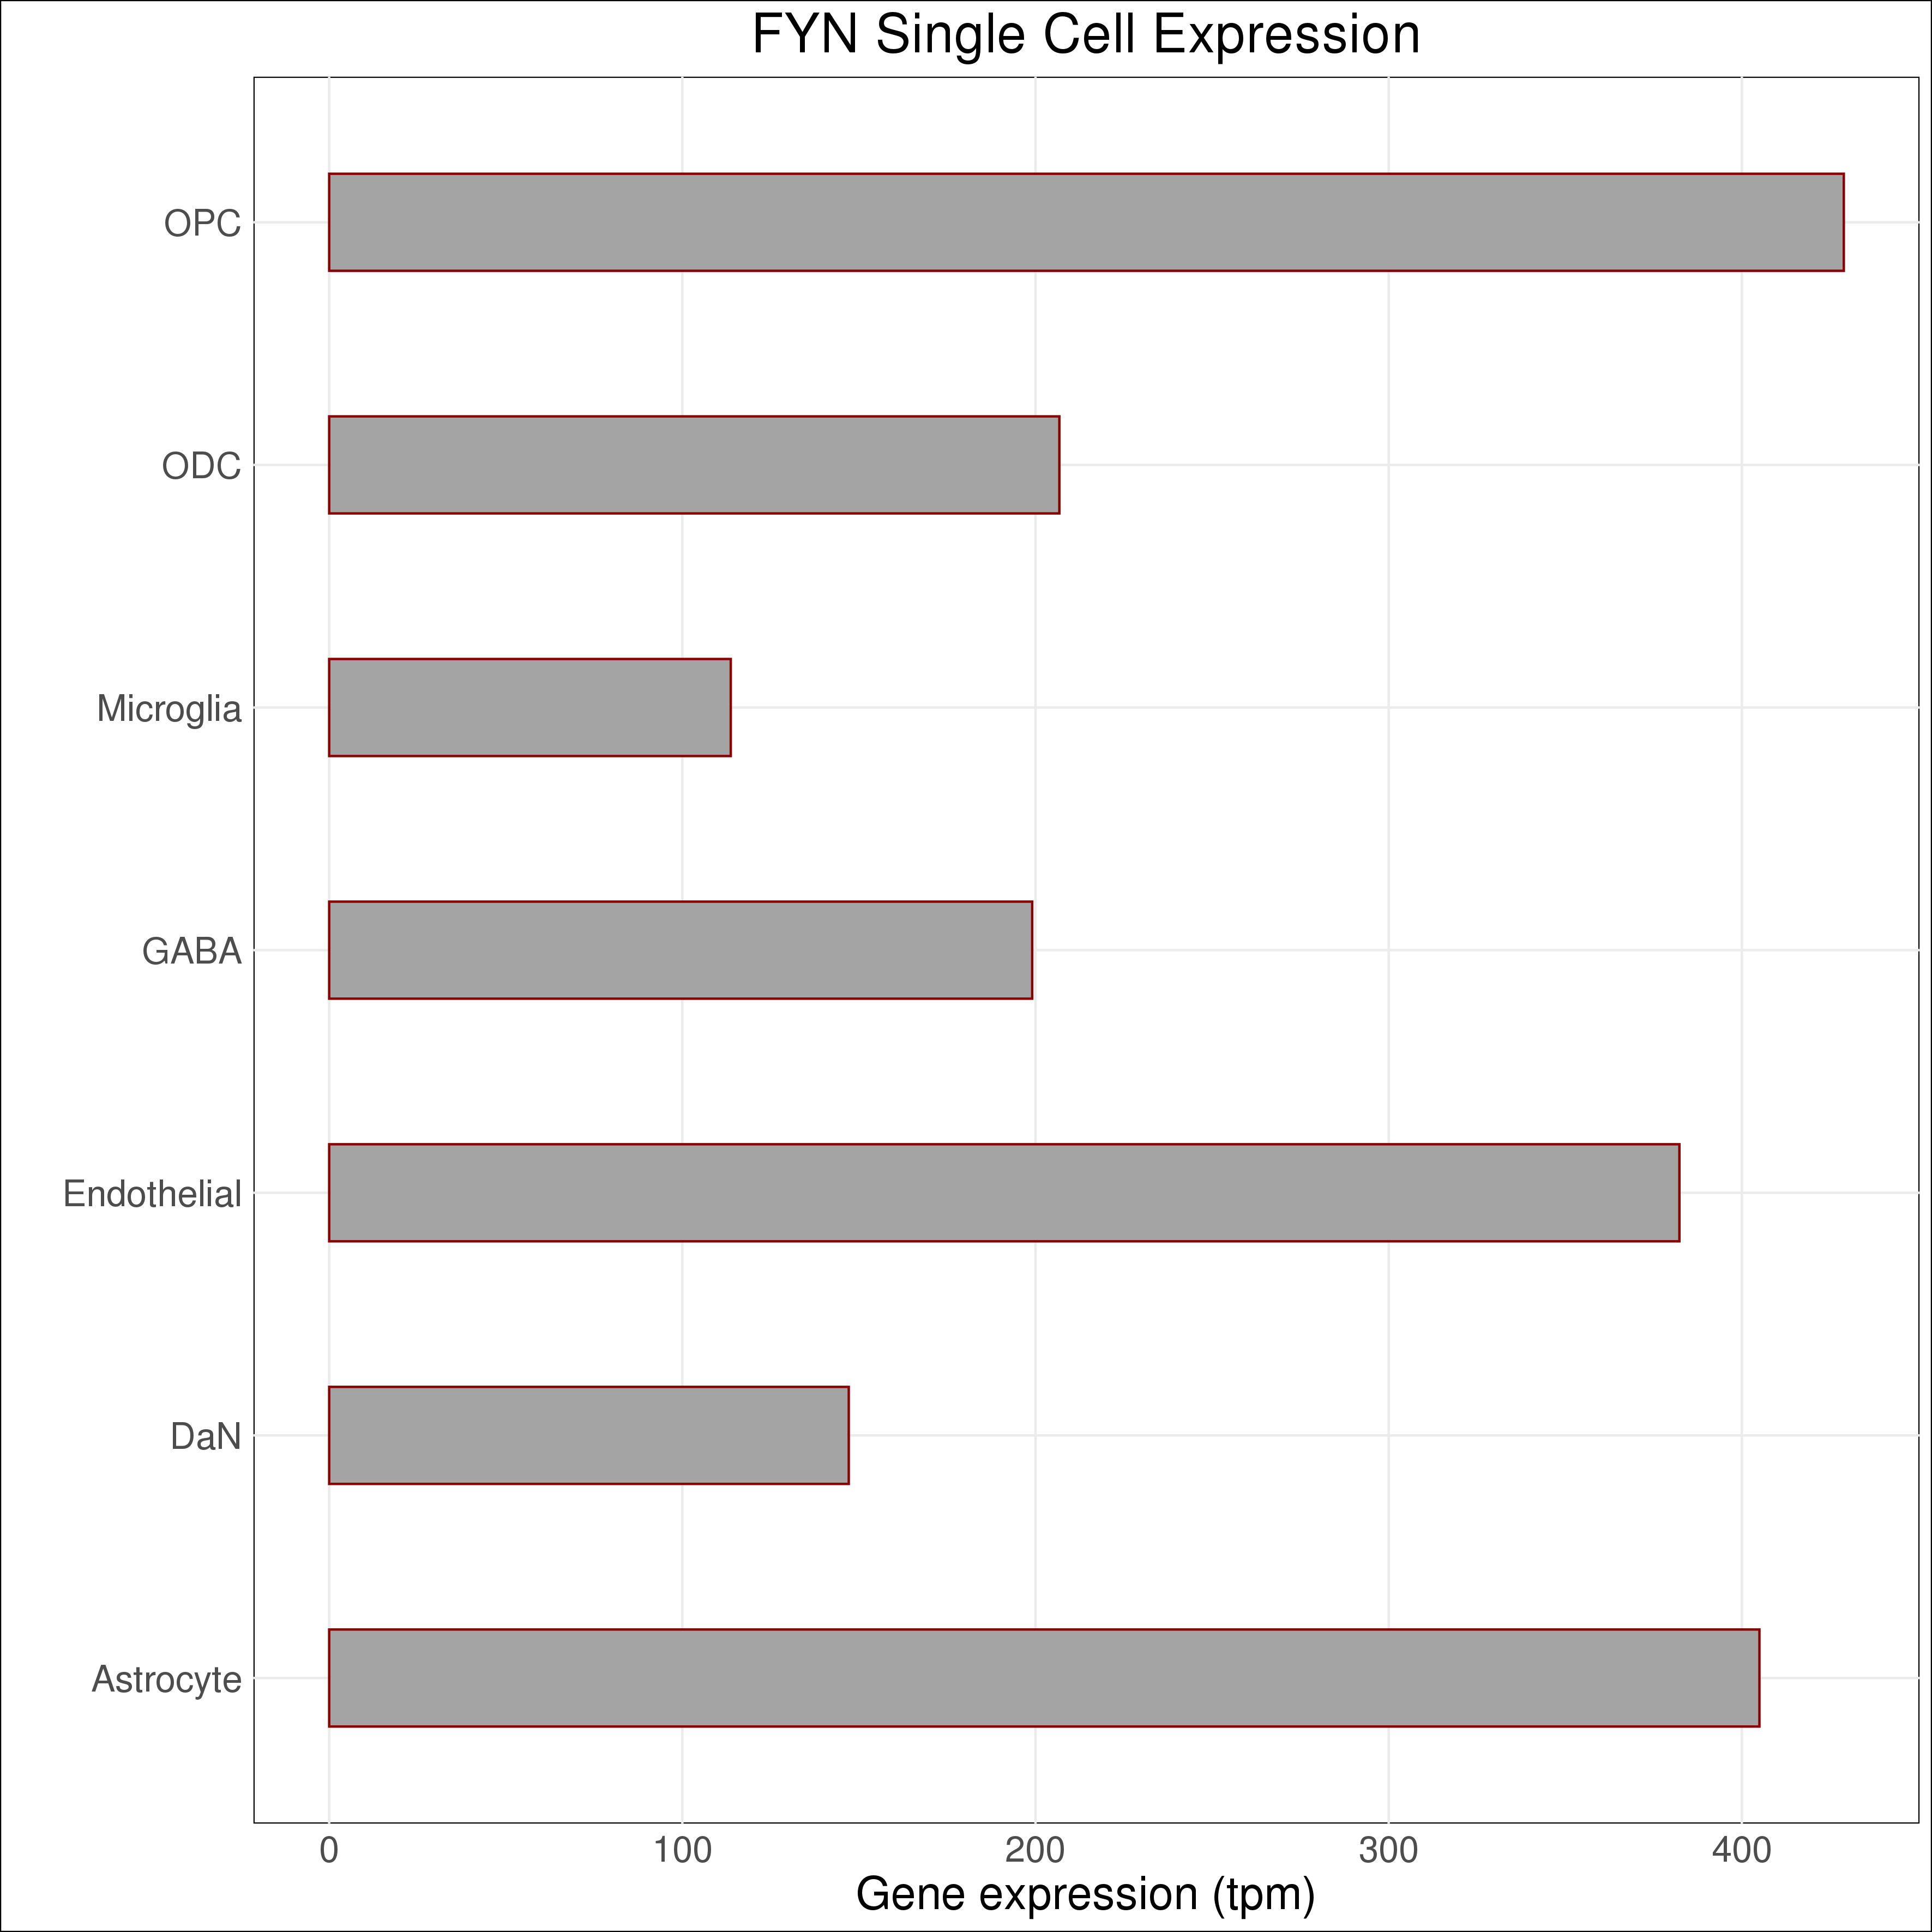 FYN Single Cell Expression
OPC
ODC
Microglia
GABA
Endothelial
DaN
Astrocyte
0 100 200 300 400
Gene expression (tpm)